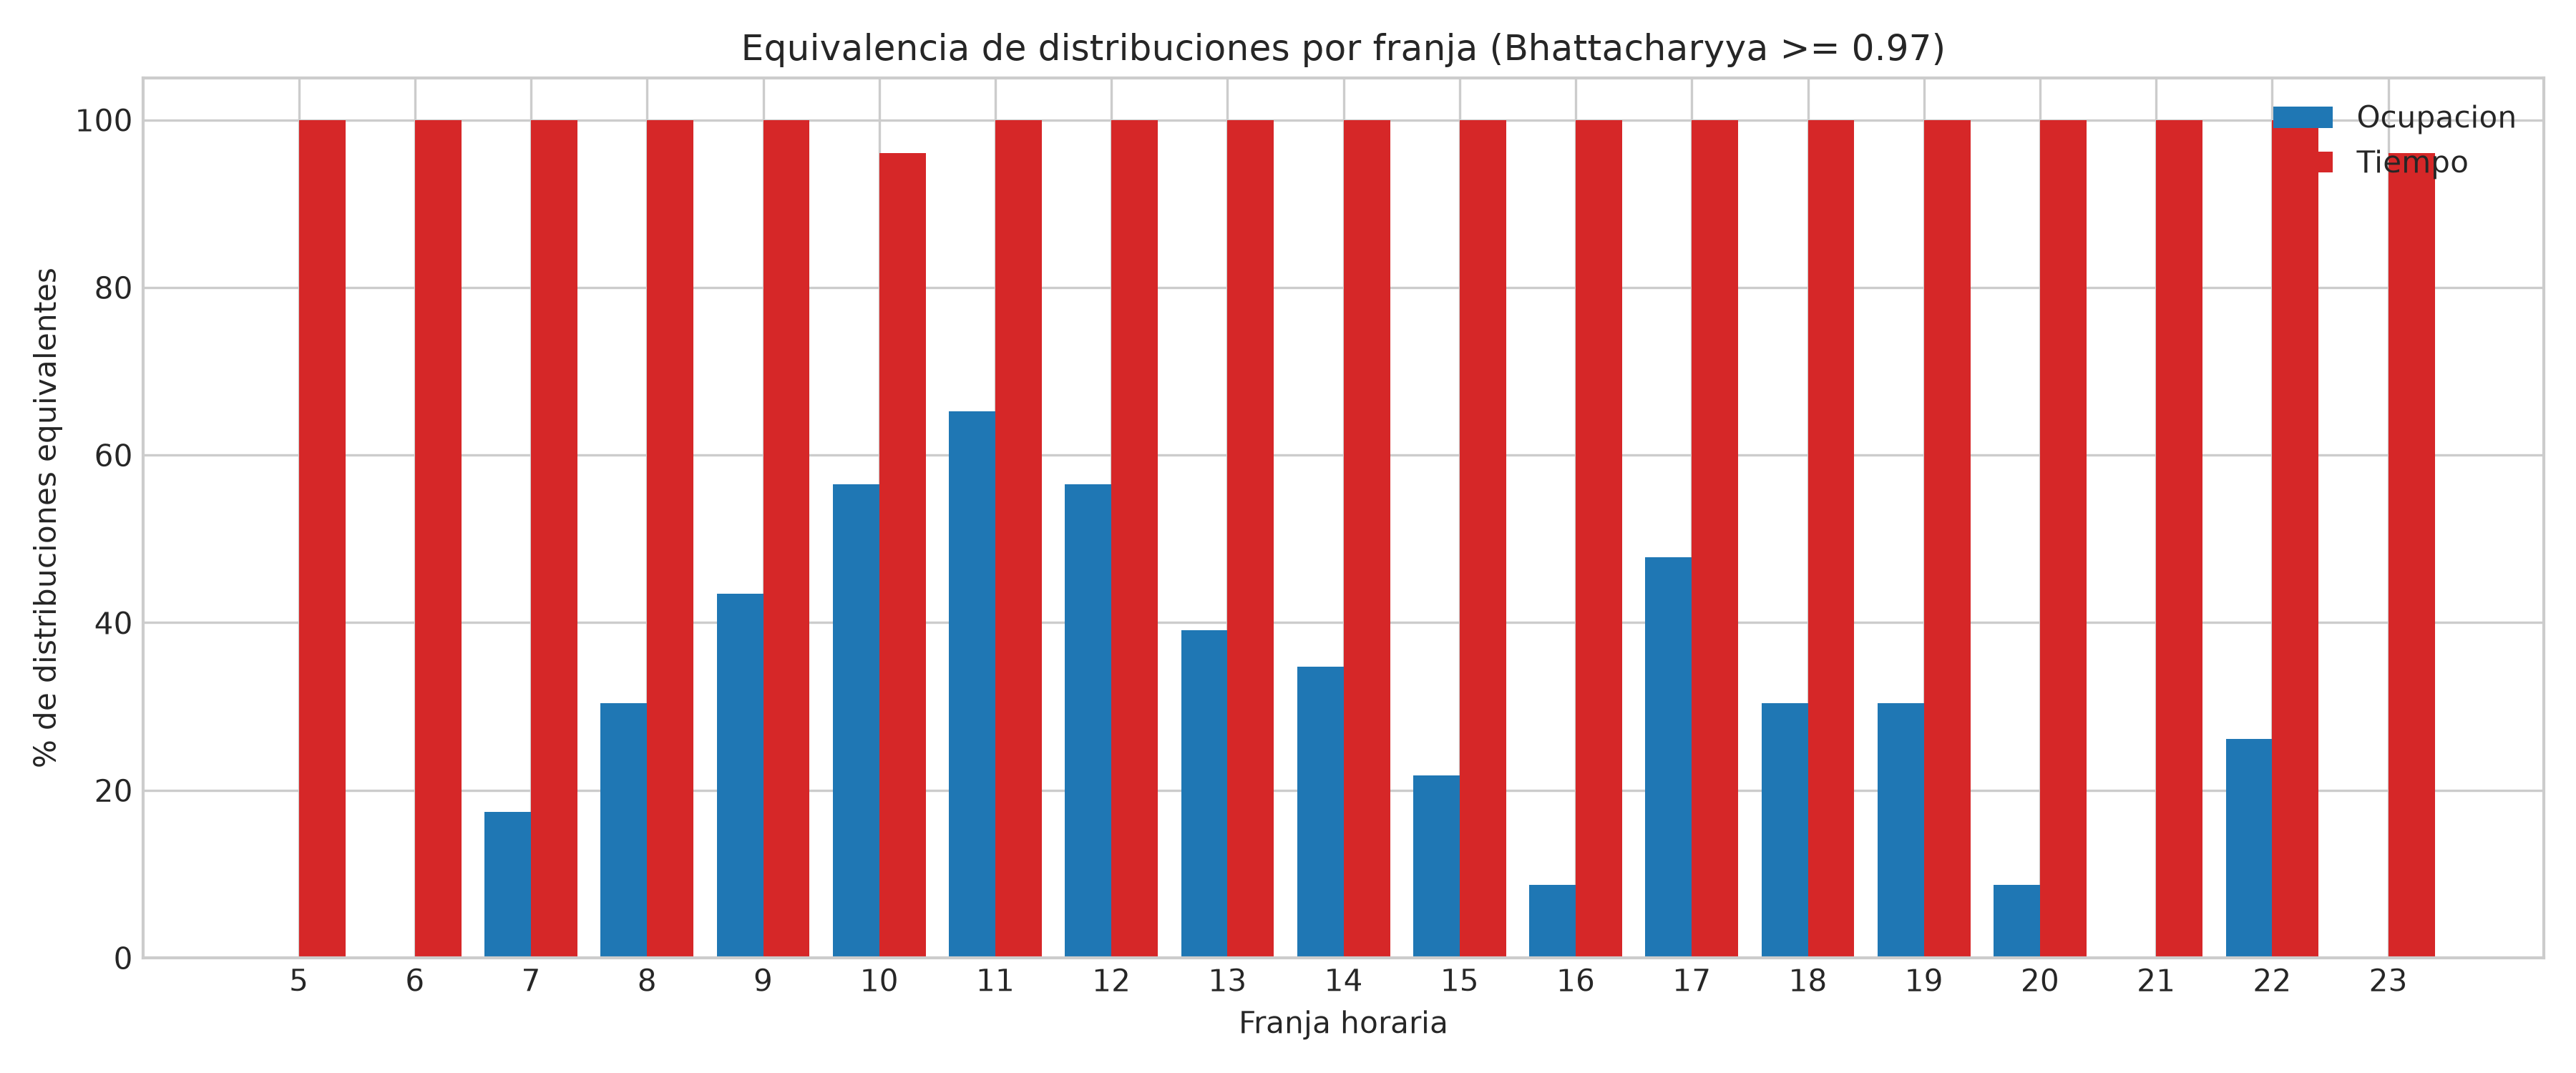 Equivalencia de distribuciones por franja (Bhattacharyya >= 0.97)
Ocupacion
Tiempo
% de distribuciones equivalentes
100
80
60
40
20
0
5 6 7 8 9 10 11 12 13 14 15 16 17 18 19 20 21 22 23
Franja horaria